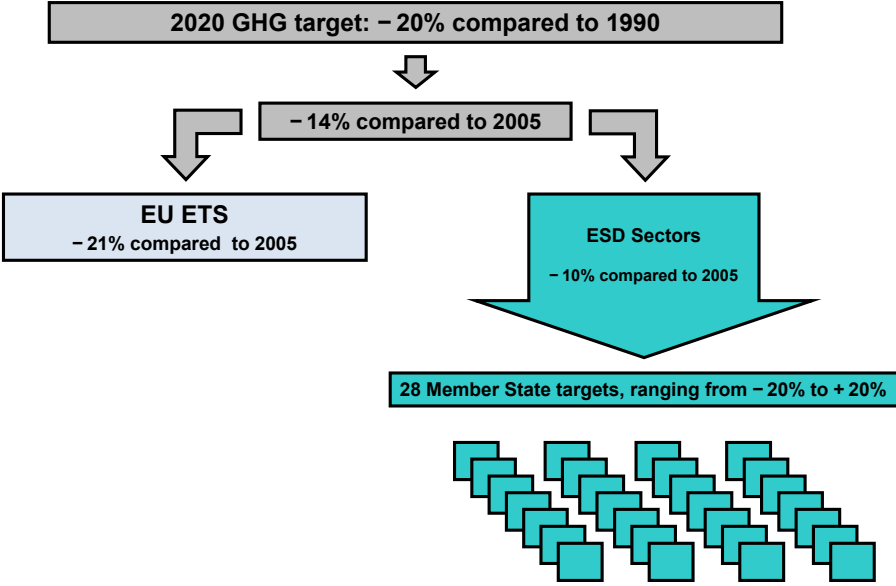 2020 GHG target: – 20% compared to 1990
– 14% compared to 2005
EU ETS
– 21% compared  to 2005
ESD Sectors
– 10% compared to 2005
28 Member State targets, ranging from – 20% to + 20%